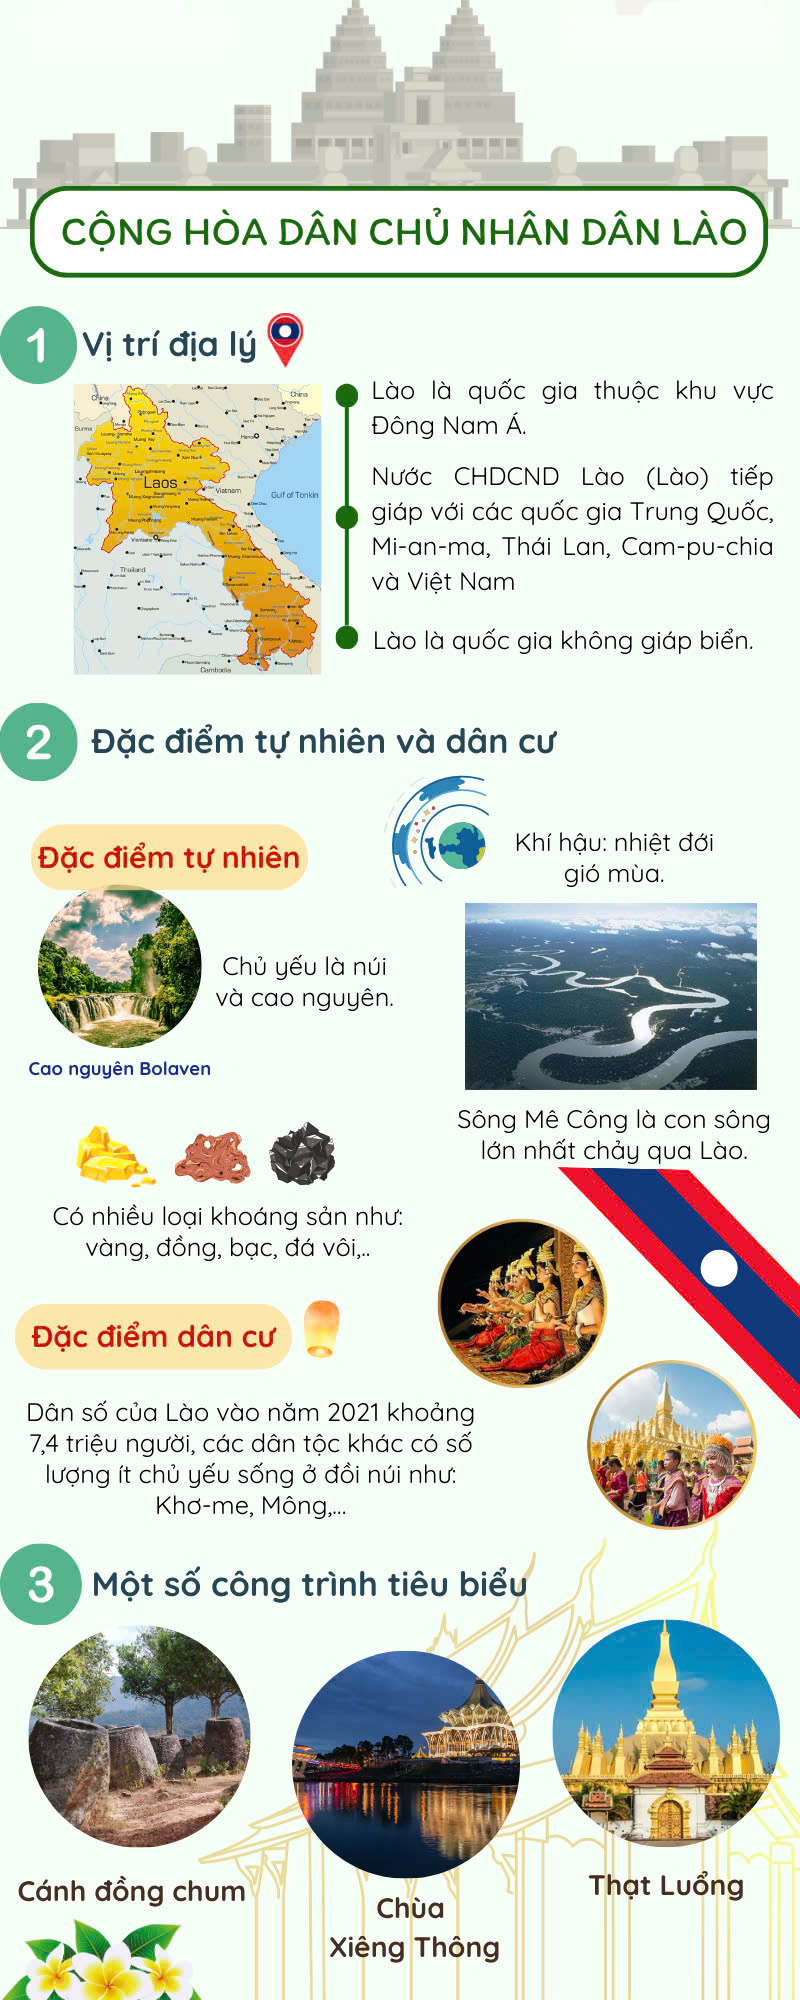 CỘNG HÒA DÂN CHỦ NHÂN DÂN LÀO
1 Vị trí địa lý
China
China
Burma
Hanoi
Laos
Vietnam
Gulf of Tonkin
Vientiane
Thailand
Cambodia
Lào là quốc gia thuộc khu vực
Đông Nam Á.
Nước CHDCND Lào (Lào) tiếp
giáp với các quốc gia Trung Quốc,
Mi-an-ma, Thái Lan, Cam-pu-chia
và Việt Nam
Lào là quốc gia không giáp biển.
2 Đặc điểm tự nhiên và dân cư
Đặc điểm tự nhiên
Khí hậu: nhiệt đới
gió mùa.
Chủ yếu là núi
và cao nguyên.
Cao nguyên Bolaven
Sông Mê Công là con sông
lớn nhất chảy qua Lào.
Có nhiều loại khoáng sản như:
vàng, đồng, bạc, đá vôi,..
Đặc điểm dân cư
Dân số của Lào vào năm 2021 khoảng
7,4 triệu người, các dân tộc khác có số
lượng ít chủ yếu sống ở đồi núi như:
Khơ-me, Mông,...
3 Một số công trình tiêu biểu
Cánh đồng chum
Chùa
Xiêng Thông
Thạt Luổng